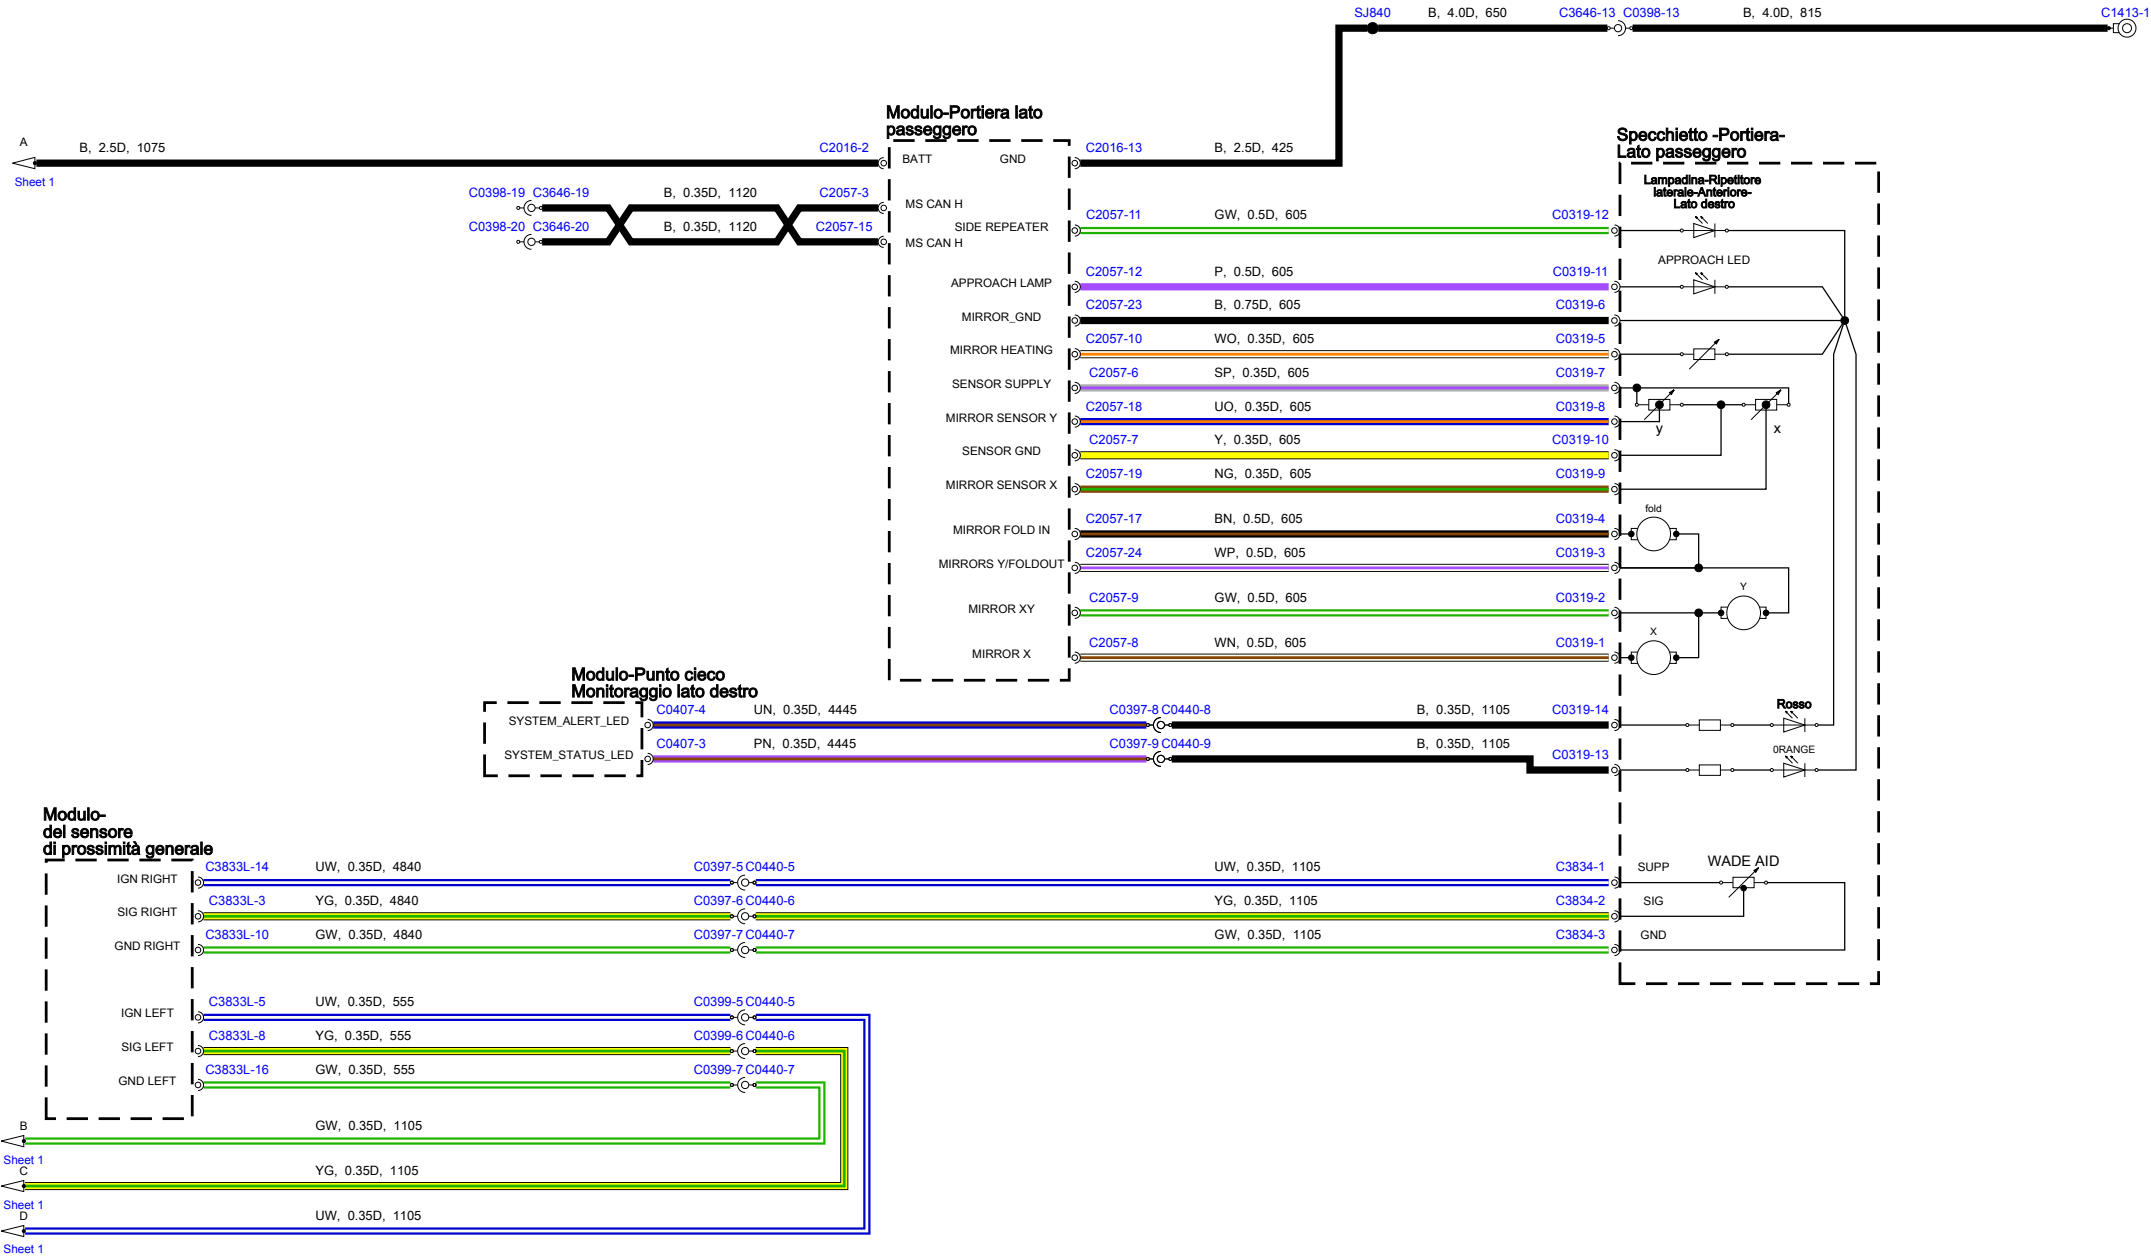 SJ840 B, 4.0D, 650 C3646-13 C0398-13 B, 4.0D, 815 C1413-1
Modulo-Portiera lato
passeggero
A B, 2.5D, 1075 C2016-2 BATT GND C2016-13 B, 2.5D, 425
Sheet 1
Specchietto -Portiera-
Lato passeggero
Lampadina-Ripetitore
laterale-Anteriore-
Lato destro
C0398-19 C3646-19 B, 0.35D, 1120 C2057-3 MS CAN H
C0398-20 C3646-20 B, 0.35D, 1120 C2057-15 MS CAN H
SIDE REPEATER C2057-11 GW, 0.5D, 605 C0319-12
APPROACH LED
APPROACH LAMP C2057-12 P, 0.5D, 605 C0319-11
MIRROR_GND C2057-23 B, 0.75D, 605 C0319-6
MIRROR HEATING C2057-10 WO, 0.35D, 605 C0319-5
SENSOR SUPPLY C2057-6 SP, 0.35D, 605 C0319-7
MIRROR SENSOR Y C2057-18 UO, 0.35D, 605 C0319-8
y x
SENSOR GND C2057-7 Y, 0.35D, 605 C0319-10
MIRROR SENSOR X C2057-19 NG, 0.35D, 605 C0319-9
fold
MIRROR FOLD IN C2057-17 BN, 0.5D, 605 C0319-4
MIRRORS Y/FOLDOUT C2057-24 WP, 0.5D, 605 C0319-3
Y
MIRROR XY C2057-9 GW, 0.5D, 605 C0319-2
X
MIRROR X C2057-8 WN, 0.5D, 605 C0319-1
Modulo-Punto cieco
Monitoraggio lato destro
SYSTEM_ALERT_LED C0407-4 UN, 0.35D, 4445 C0397-8 C0440-8 B, 0.35D, 1105 C0319-14 Rosso
SYSTEM_STATUS_LED C0407-3 PN, 0.35D, 4445 C0397-9 C0440-9 B, 0.35D, 1105 C0319-13 0RANGE
Modulo-
del sensore
di prossimità generale
IGN RIGHT C3833L-14 UW, 0.35D, 4840 C0397-5 C0440-5 UW, 0.35D, 1105 C3834-1 SUPP WADE AID
SIG RIGHT C3833L-3 YG, 0.35D, 4840 C0397-6 C0440-6 YG, 0.35D, 1105 C3834-2 SIG
GND RIGHT C3833L-10 GW, 0.35D, 4840 C0397-7 C0440-7 GW, 0.35D, 1105 C3834-3 GND
IGN LEFT C3833L-5 UW, 0.35D, 555 C0399-5 C0440-5
SIG LEFT C3833L-8 YG, 0.35D, 555 C0399-6 C0440-6
GND LEFT C3833L-16 GW, 0.35D, 555 C0399-7 C0440-7
B GW, 0.35D, 1105
Sheet 1
C YG, 0.35D, 1105
Sheet 1
D UW, 0.35D, 1105
Sheet 1